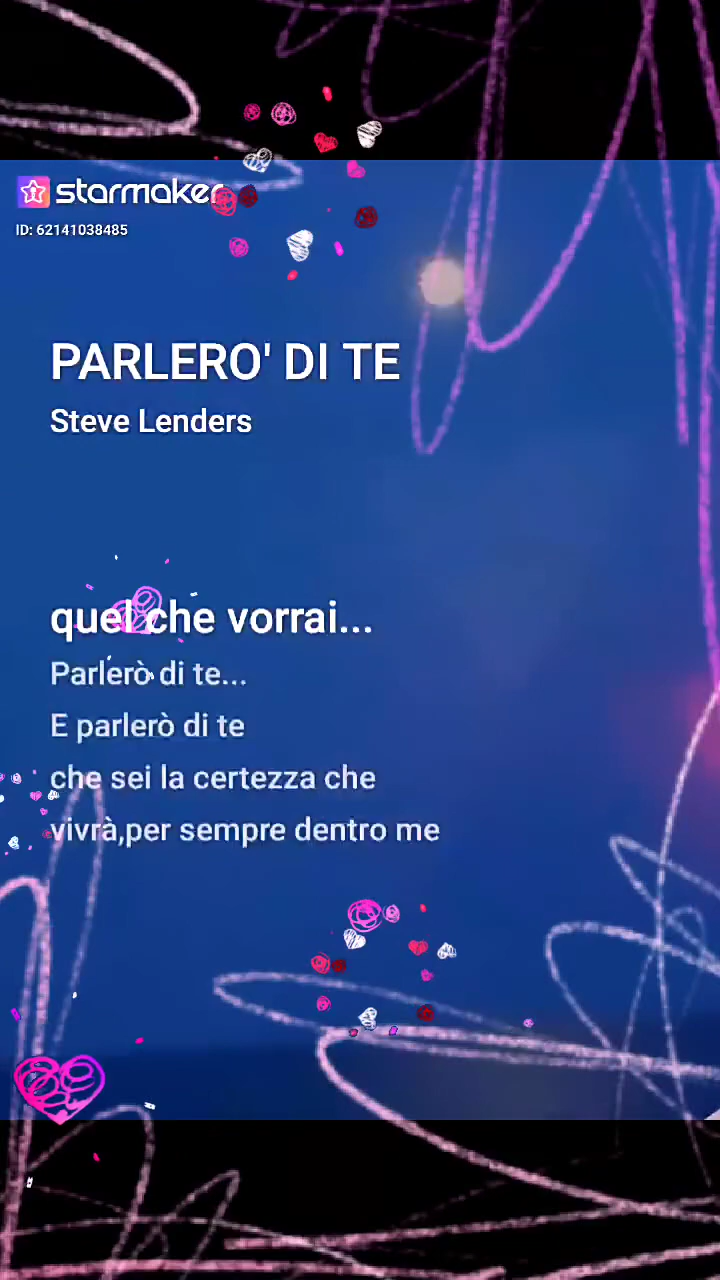 starmaker
ID: 62141038485
PARLERO' DI TE
Steve Lenders
quel che vorrai...
Parlerò di te...
E parlerò di te
che sei la certezza che
vivrà,per sempre dentro me